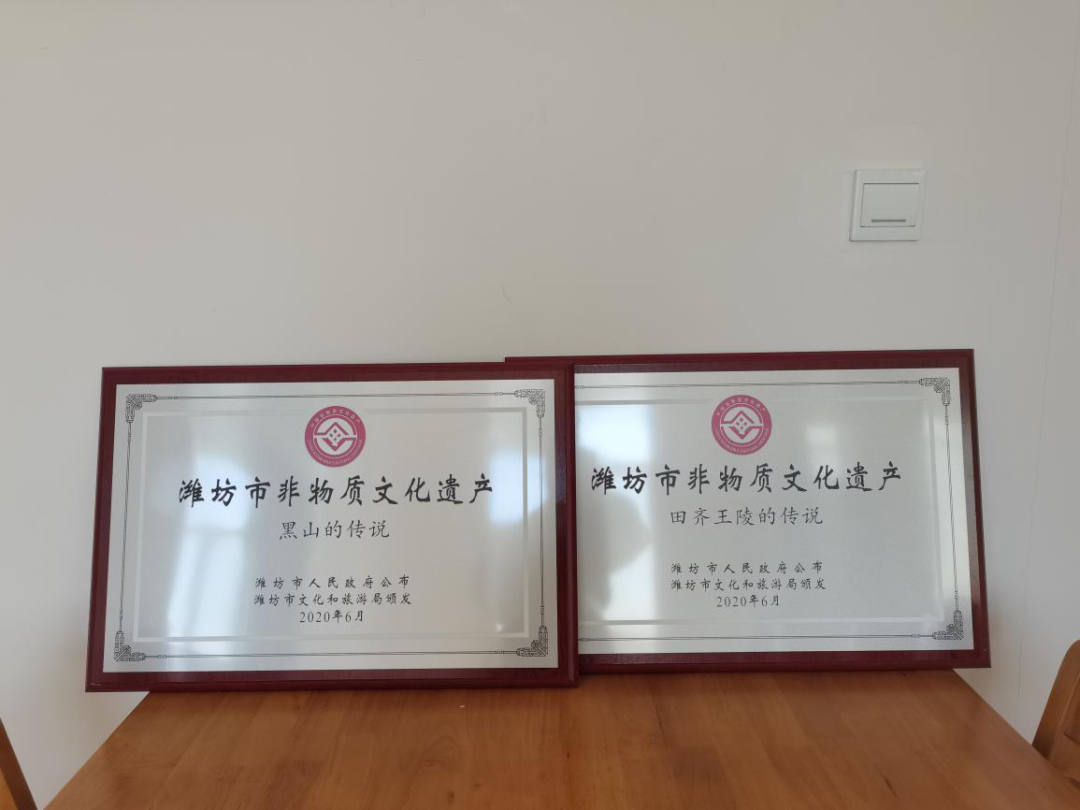 潍坊市非物质文化遗产
黑山的传说
潍坊市人民政府公布
潍坊市文化和旅游局颁发
2020年6月
潍坊市非物质文化遗产
田齐王陵的传说
潍坊市人民政府公布
潍坊市文化和旅游局颁发
2020年6月